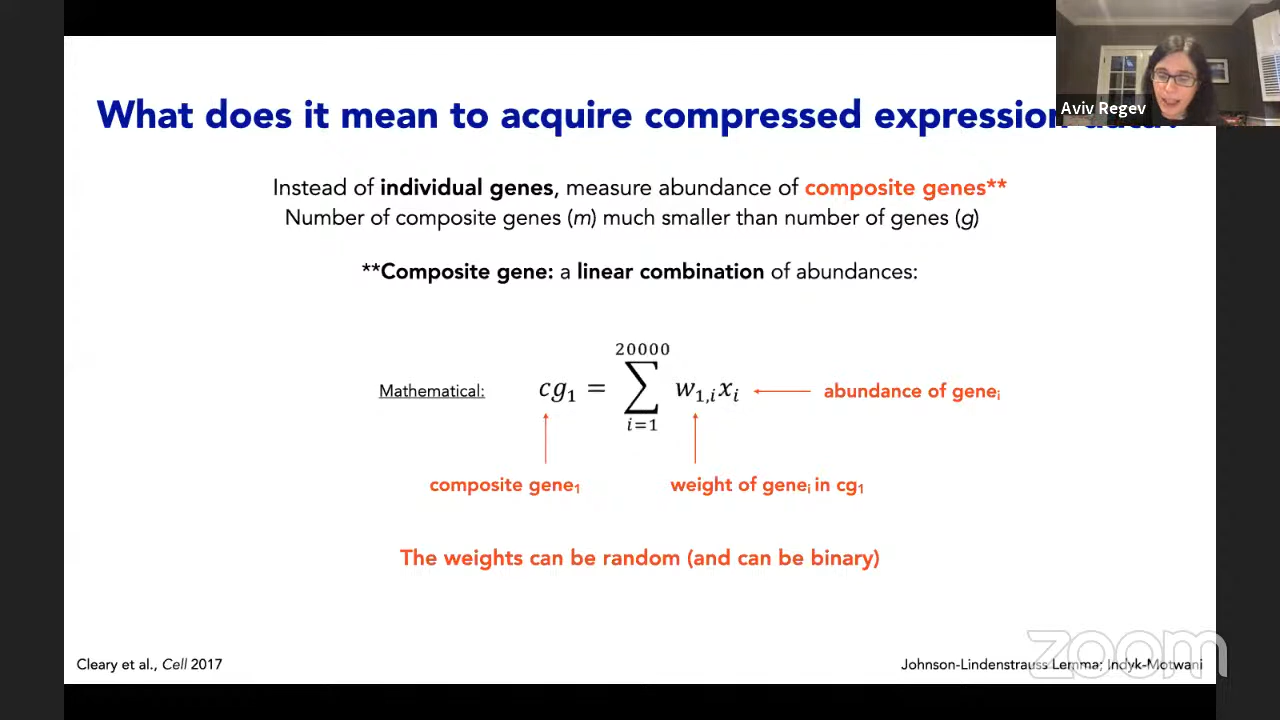 Aviv Regev
What does it mean to acquire compressed expression
Instead of individual genes, measure abundance of composite genes**
Number of composite genes (m) much smaller than number of genes (g)
**Composite gene: a linear combination of abundances:
Mathematical: cg₁ = ∑_{i=1}^{20000} w₁,ᵢxᵢ abundance of geneᵢ
composite gene₁ weight of geneᵢ in cg₁
The weights can be random (and can be binary)
zoom
Cleary et al., Cell 2017 Johnson-Lindenstrauss Lemma; Indyk-Motwani